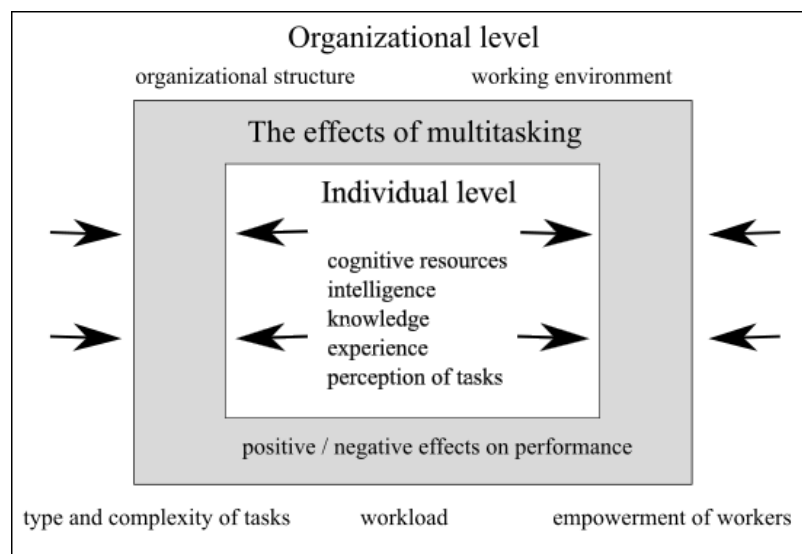 Organizational level
organizational structure working environment
The effects of multitasking
Individual level
cognitive resources
intelligence
knowledge
experience
perception of tasks
positive / negative effects on performance
type and complexity of tasks workload empowerment of workers